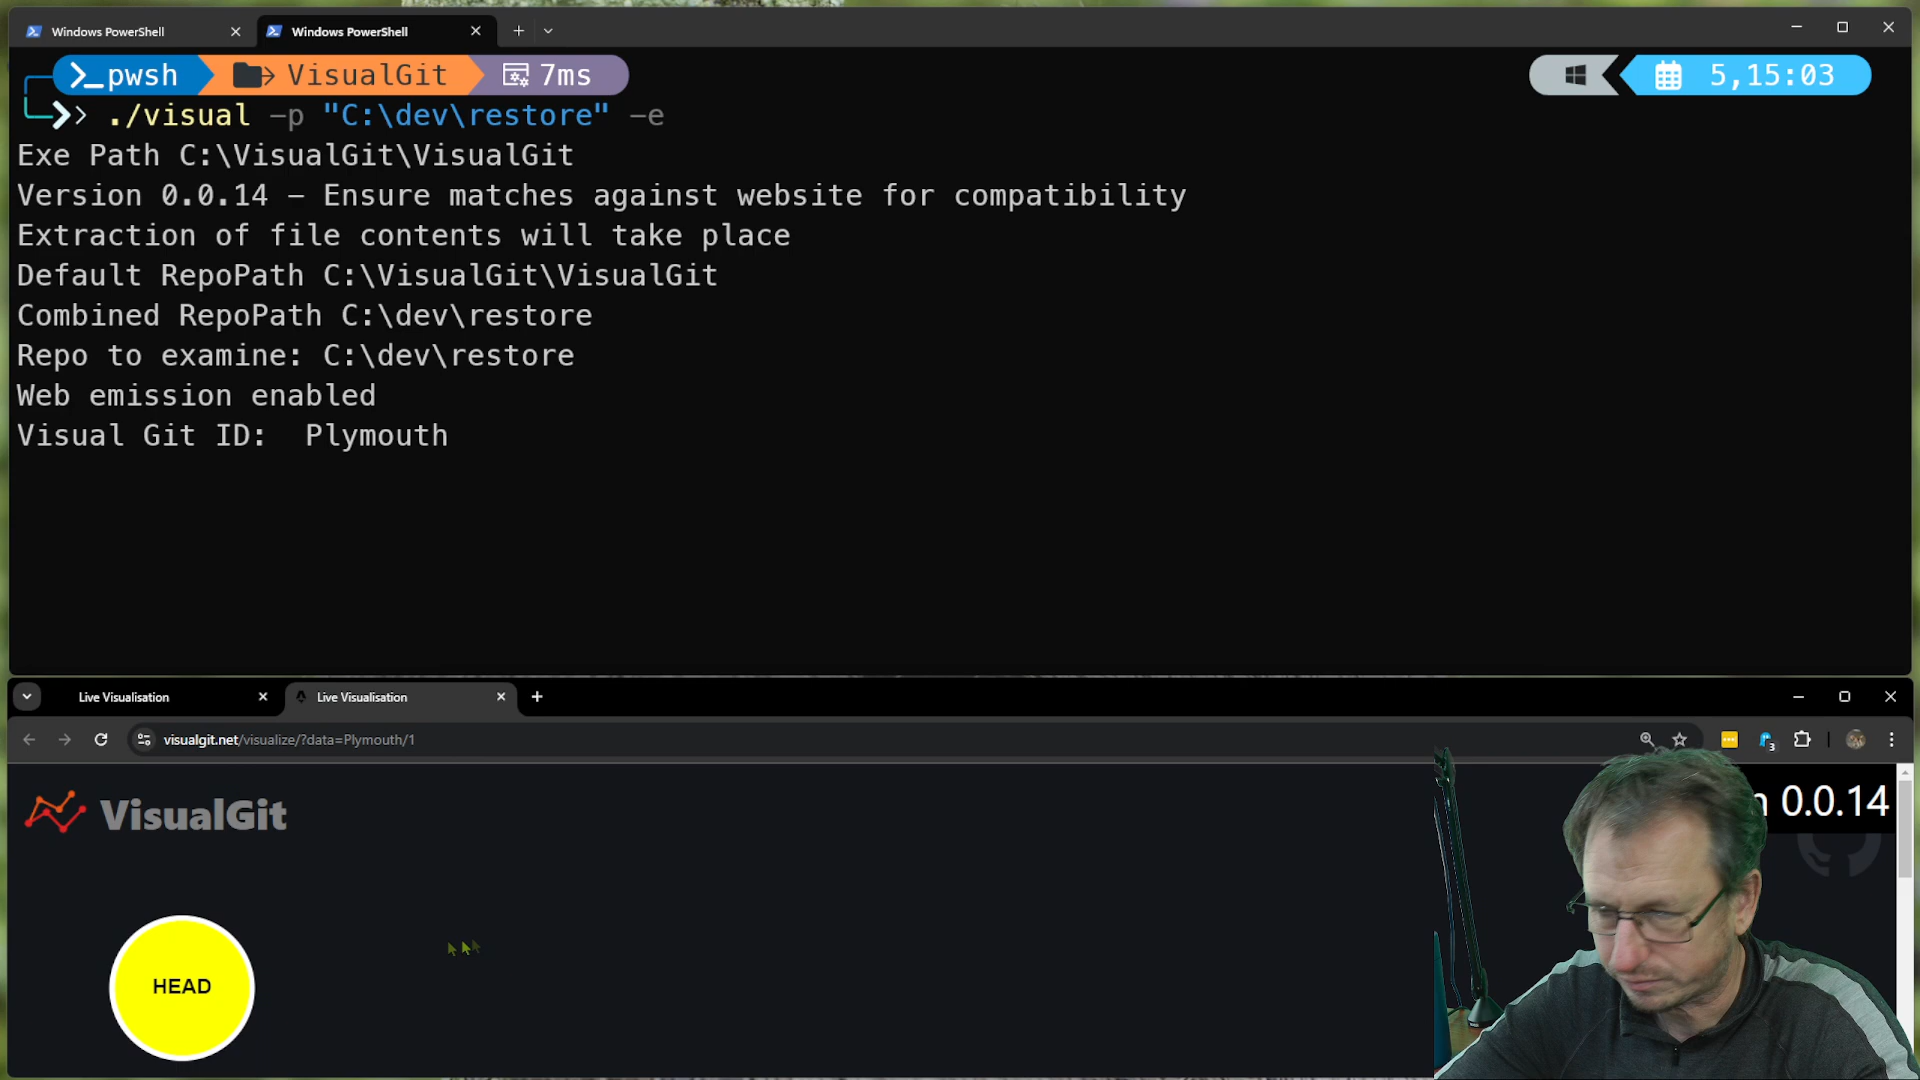 Windows PowerShell
Windows PowerShell
pwsh VisualGit 7ms 5,15:03
./visual -p "C:\dev\restore" -e
Exe Path C:\VisualGit\VisualGit
Version 0.0.14 - Ensure matches against website for compatibility
Extraction of file contents will take place
Default RepoPath C:\VisualGit\VisualGit
Combined RepoPath C:\dev\restore
Repo to examine: C:\dev\restore
Web emission enabled
Visual Git ID:  Plymouth
Live Visualisation
Live Visualisation
visualgit.net/visualize/?data=Plymouth/1
3
VisualGit
n 0.0.14
HEAD